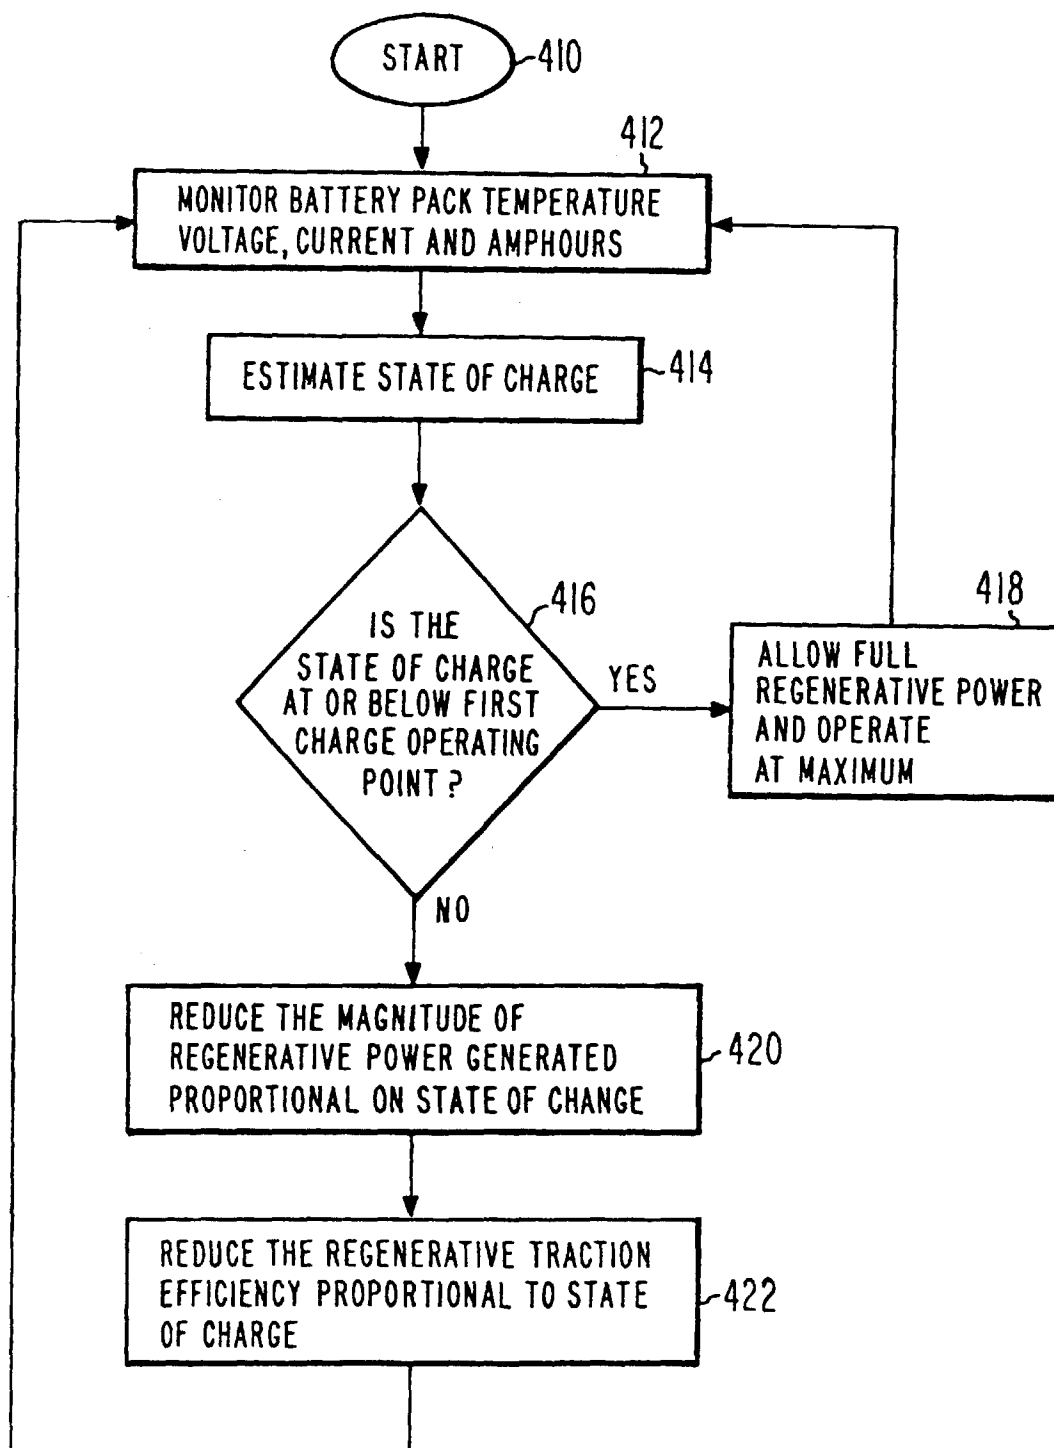 START
410
412
MONITOR BATTERY PACK TEMPERATURE
VOLTAGE, CURRENT AND AMPHOURS
ESTIMATE STATE OF CHARGE
414
416
IS THE
STATE OF CHARGE
AT OR BELOW FIRST
CHARGE OPERATING
POINT ?
YES
418
ALLOW FULL
REGENERATIVE POWER
AND OPERATE
AT MAXIMUM
NO
REDUCE THE MAGNITUDE OF
REGENERATIVE POWER GENERATED
PROPORTIONAL ON STATE OF CHANGE
420
REDUCE THE REGENERATIVE TRACTION
EFFICIENCY PROPORTIONAL TO STATE
OF CHARGE
422